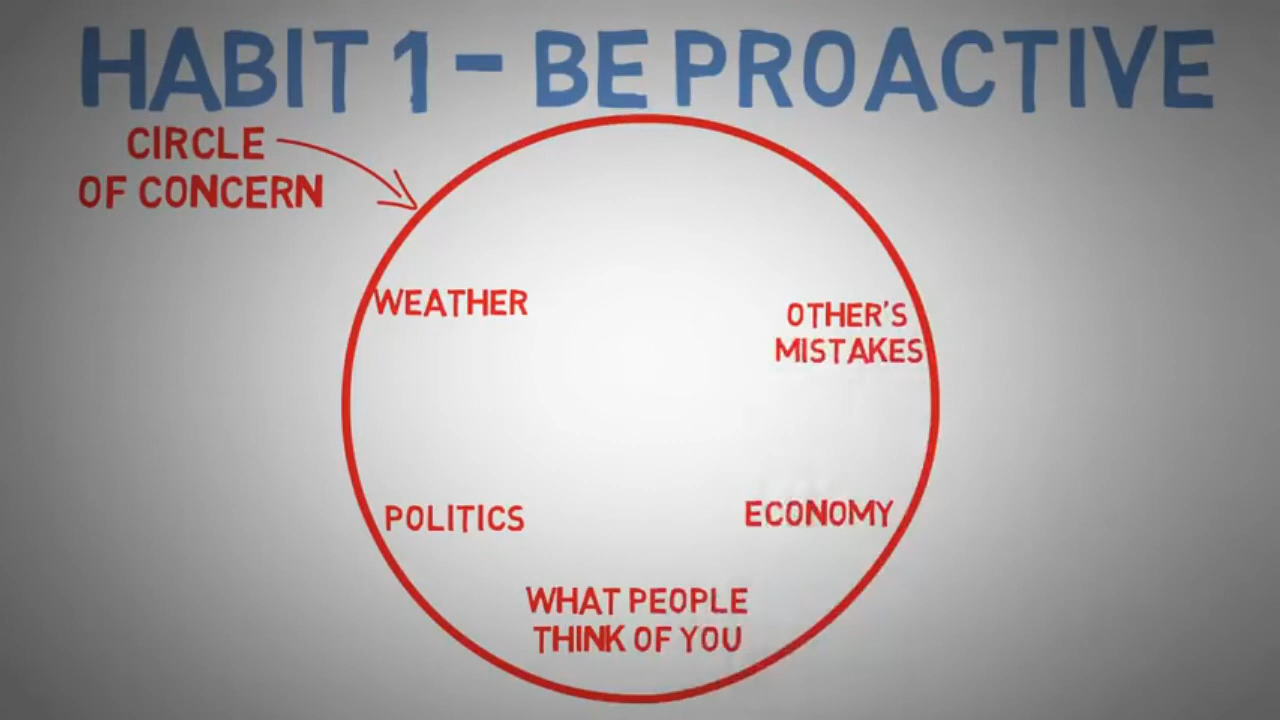 HABIT 1 - BE PROACTIVE
CIRCLE
OF CONCERN
WEATHER
OTHER'S
MISTAKES
POLITICS
ECONOMY
WHAT PEOPLE
THINK OF YOU